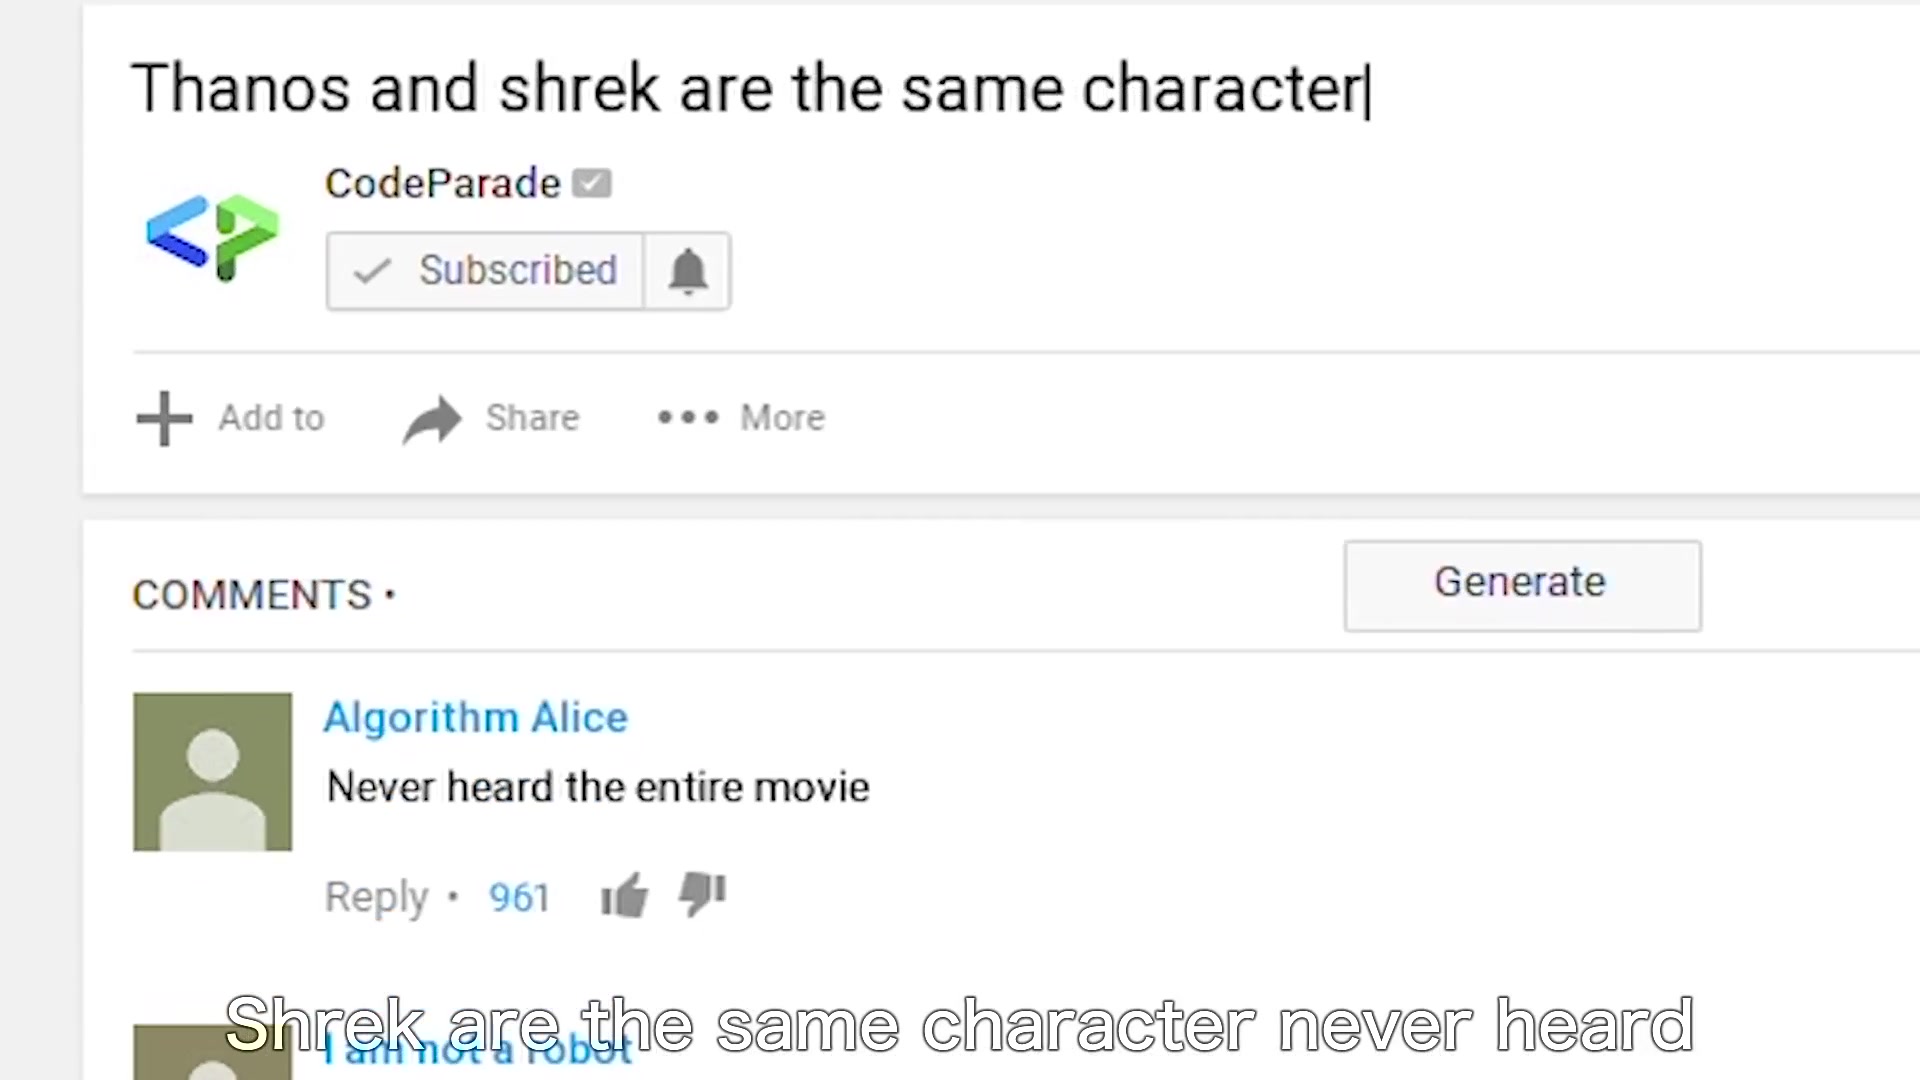 Thanos and shrek are the same character
CodeParade
Subscribed
Add to
Share
••• More
COMMENTS •
Generate
Algorithm Alice
Never heard the entire movie
Reply • 961
I am not a robot
Shrek are the same character never heard